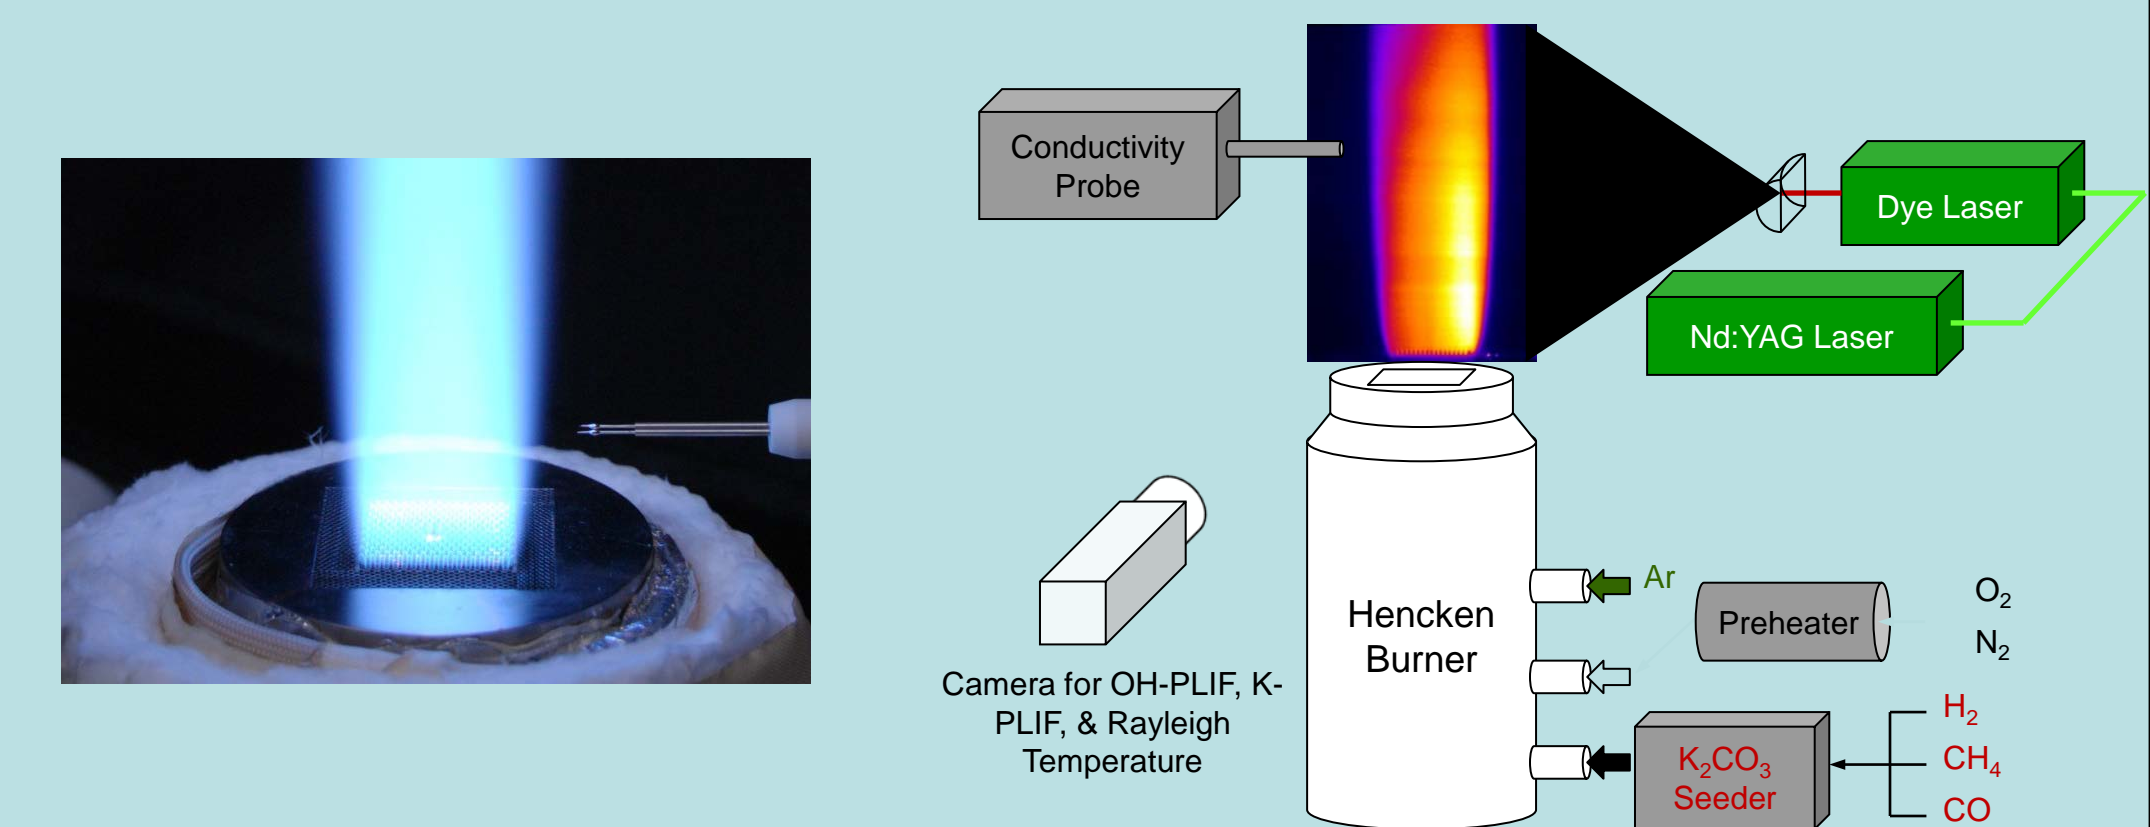 Conductivity
Probe
Dye Laser
Nd:YAG Laser
Camera for OH-PLIF, K-
PLIF, & Rayleigh
Temperature
Hencken
Burner
Ar
Preheater
O₂
N₂
K₂CO₃
Seeder
H₂
CH₄
CO